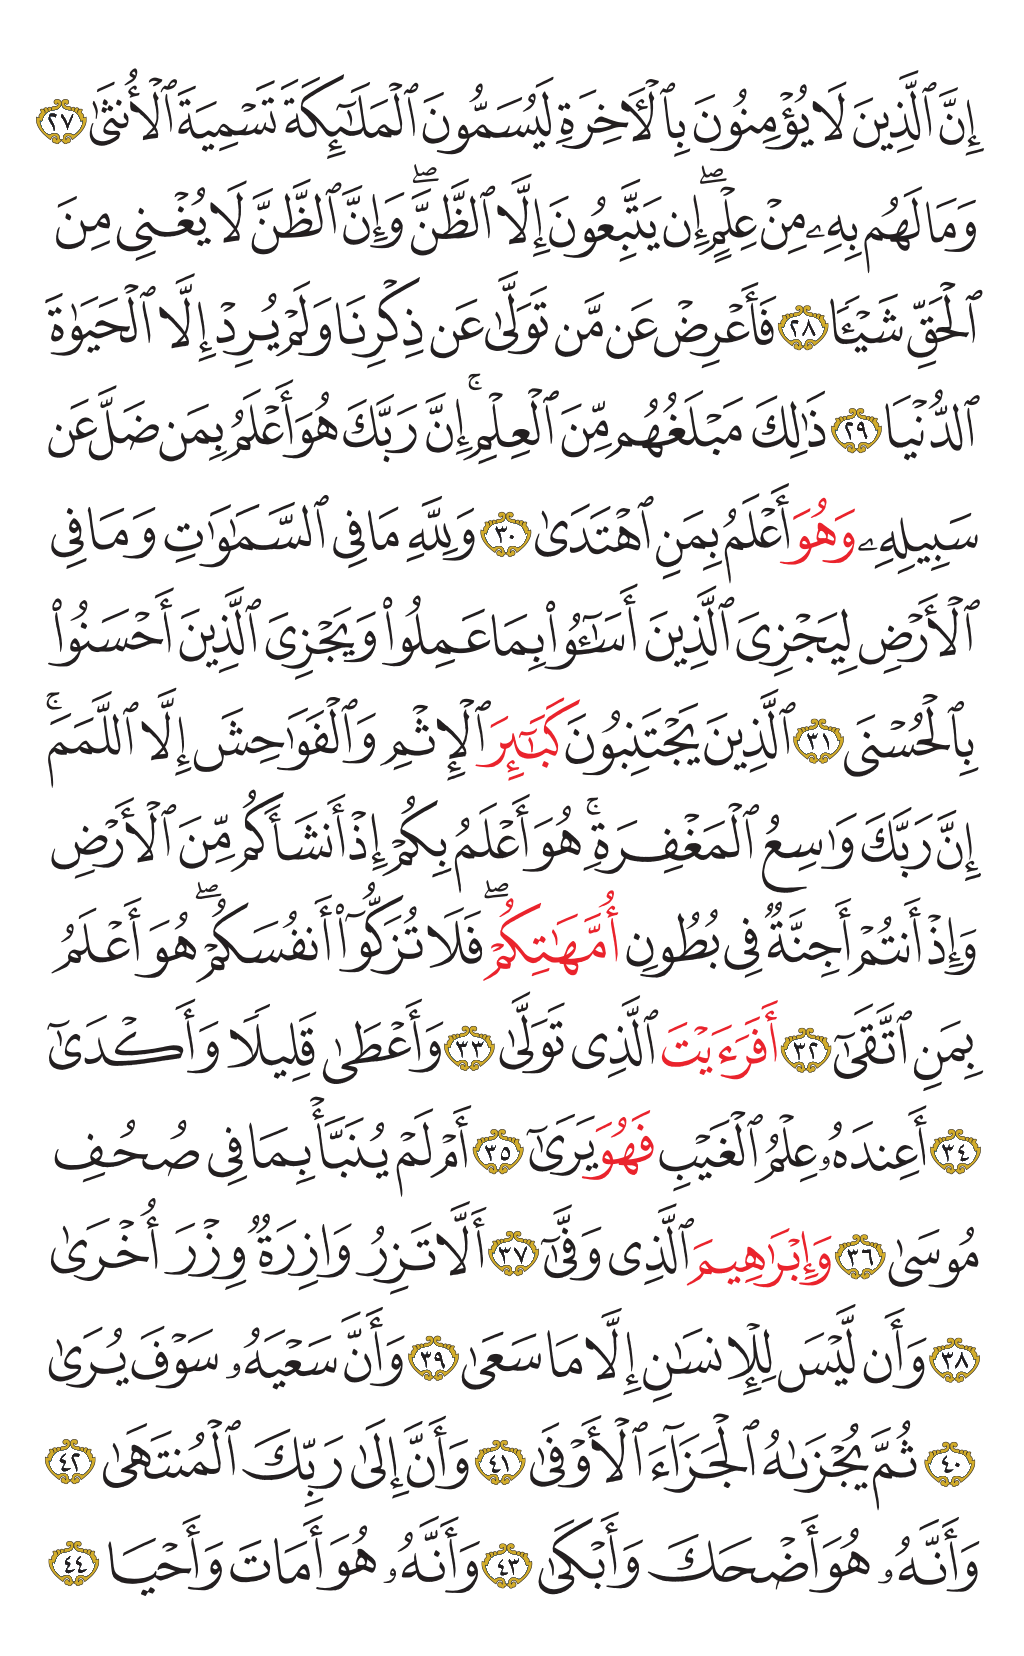 إِنَّ ٱلَّذِينَ لَا يُؤْمِنُونَ بِٱلْأٓخِرَةِ لَيُسَمُّونَ ٱلْمَلَـٰٓئِكَةَ تَسْمِيَةَ ٱلْأُنثَىٰ ٢٧
وَمَا لَهُم بِهِۦ مِنْ عِلْمٍ ۖ إِن يَتَّبِعُونَ إِلَّا ٱلظَّنَّ ۖ وَإِنَّ ٱلظَّنَّ لَا يُغْنِى مِنَ
ٱلْحَقِّ شَيْـًٔا ٢٨ فَأَعْرِضْ عَن مَّن تَوَلَّىٰ عَن ذِكْرِنَا وَلَمْ يُرِدْ إِلَّا ٱلْحَيَوٰةَ
ٱلدُّنْيَا ٢٩ ذَٰلِكَ مَبْلَغُهُم مِّنَ ٱلْعِلْمِ ۚ إِنَّ رَبَّكَ هُوَ أَعْلَمُ بِمَن ضَلَّ عَن
سَبِيلِهِۦ وَهُوَ أَعْلَمُ بِمَنِ ٱهْتَدَىٰ ٣٠ وَلِلَّهِ مَا فِى ٱلسَّمَـٰوَٰتِ وَمَا فِى
ٱلْأَرْضِ لِيَجْزِىَ ٱلَّذِينَ أَسَـٰٓـُٔوا۟ بِمَا عَمِلُوا۟ وَيَجْزِىَ ٱلَّذِينَ أَحْسَنُوا۟
بِٱلْحُسْنَى ٣١ ٱلَّذِينَ يَجْتَنِبُونَ كَبَـٰٓئِرَ ٱلْإِثْمِ وَٱلْفَوَٰحِشَ إِلَّا ٱللَّمَمَ ۚ
إِنَّ رَبَّكَ وَٰسِعُ ٱلْمَغْفِرَةِ ۚ هُوَ أَعْلَمُ بِكُمْ إِذْ أَنشَأَكُم مِّنَ ٱلْأَرْضِ
وَإِذْ أَنتُمْ أَجِنَّةٌ فِى بُطُونِ أُمَّهَـٰتِكُمْ ۖ فَلَا تُزَكُّوٓا۟ أَنفُسَكُمْ ۖ هُوَ أَعْلَمُ
بِمَنِ ٱتَّقَىٰٓ ٣٢ أَفَرَءَيْتَ ٱلَّذِى تَوَلَّىٰ ٣٣ وَأَعْطَىٰ قَلِيلًا وَأَكْدَىٰٓ
٣٤ أَعِندَهُۥ عِلْمُ ٱلْغَيْبِ فَهُوَ يَرَىٰٓ ٣٥ أَمْ لَمْ يُنَبَّأْ بِمَا فِى صُحُفِ
مُوسَىٰ ٣٦ وَإِبْرَٰهِيمَ ٱلَّذِى وَفَّىٰٓ ٣٧ أَلَّا تَزِرُ وَازِرَةٌ وِزْرَ أُخْرَىٰ
٣٨ وَأَن لَّيْسَ لِلْإِنسَـٰنِ إِلَّا مَا سَعَىٰ ٣٩ وَأَنَّ سَعْيَهُۥ سَوْفَ يُرَىٰ
٤٠ ثُمَّ يُجْزَىٰهُ ٱلْجَزَآءَ ٱلْأَوْفَىٰ ٤١ وَأَنَّ إِلَىٰ رَبِّكَ ٱلْمُنتَهَىٰ ٤٢
وَأَنَّهُۥ هُوَ أَضْحَكَ وَأَبْكَىٰ ٤٣ وَأَنَّهُۥ هُوَ أَمَاتَ وَأَحْيَا ٤٤